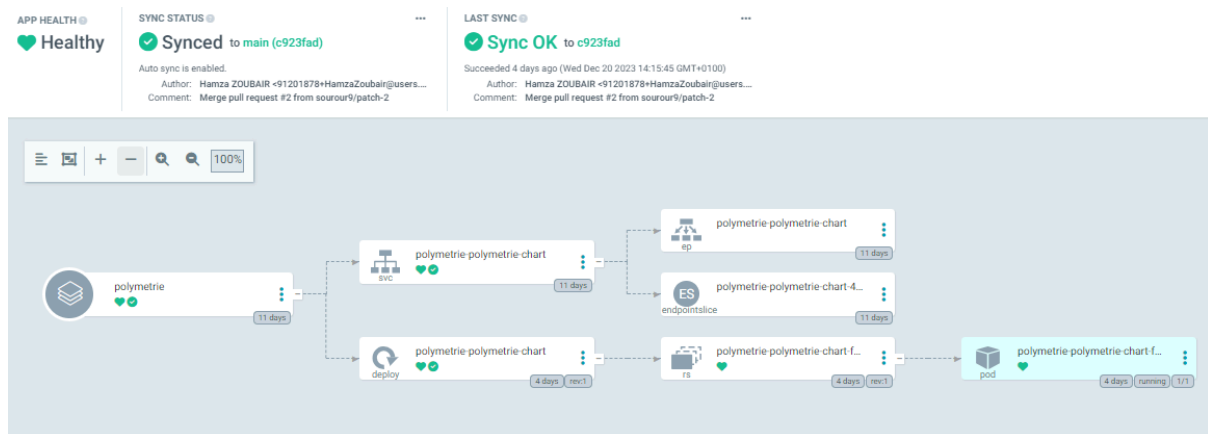 APP HEALTH
Healthy
SYNC STATUS
Synced to main (c923fad)
Auto sync is enabled.
Author: Hamza ZOUBAIR <91201878+HamzaZoubair@users....
Comment: Merge pull request #2 from sourour9/patch-2
LAST SYNC
Sync OK to c923fad
Succeeded 4 days ago (Wed Dec 20 2023 14:15:45 GMT+0100)
Author: Hamza ZOUBAIR <91201878+HamzaZoubair@users....
Comment: Merge pull request #2 from sourour9/patch-2
100%
polymetrie
11 days
polymetrie-polymetrie-chart
svc
11 days
polymetrie-polymetrie-chart
deploy
4 days rev:1
polymetrie-polymetrie-chart
ep
11 days
ES
polymetrie-polymetrie-chart-4...
endpointslice
11 days
polymetrie-polymetrie-chart-f...
rs
4 days rev:1
polymetrie-polymetrie-chart-f...
pod
4 days running 1/1